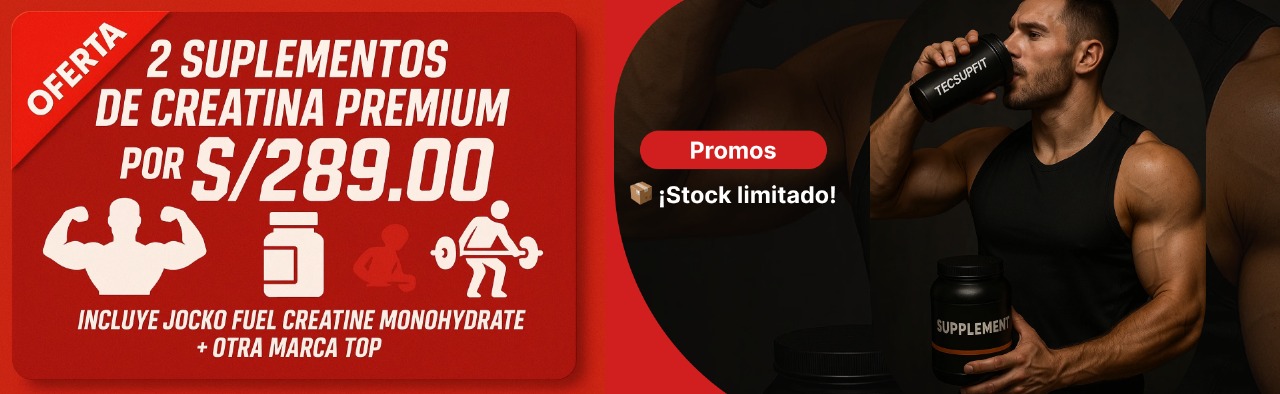 OFERTA
2 SUPLEMENTOS
DE CREATINA PREMIUM
POR S/289.00
INCLUYE JOCKO FUEL CREATINE MONOHYDRATE
+ OTRA MARCA TOP
Promos
📦 ¡Stock limitado!
TECSUPFIT
SUPPLEMENT